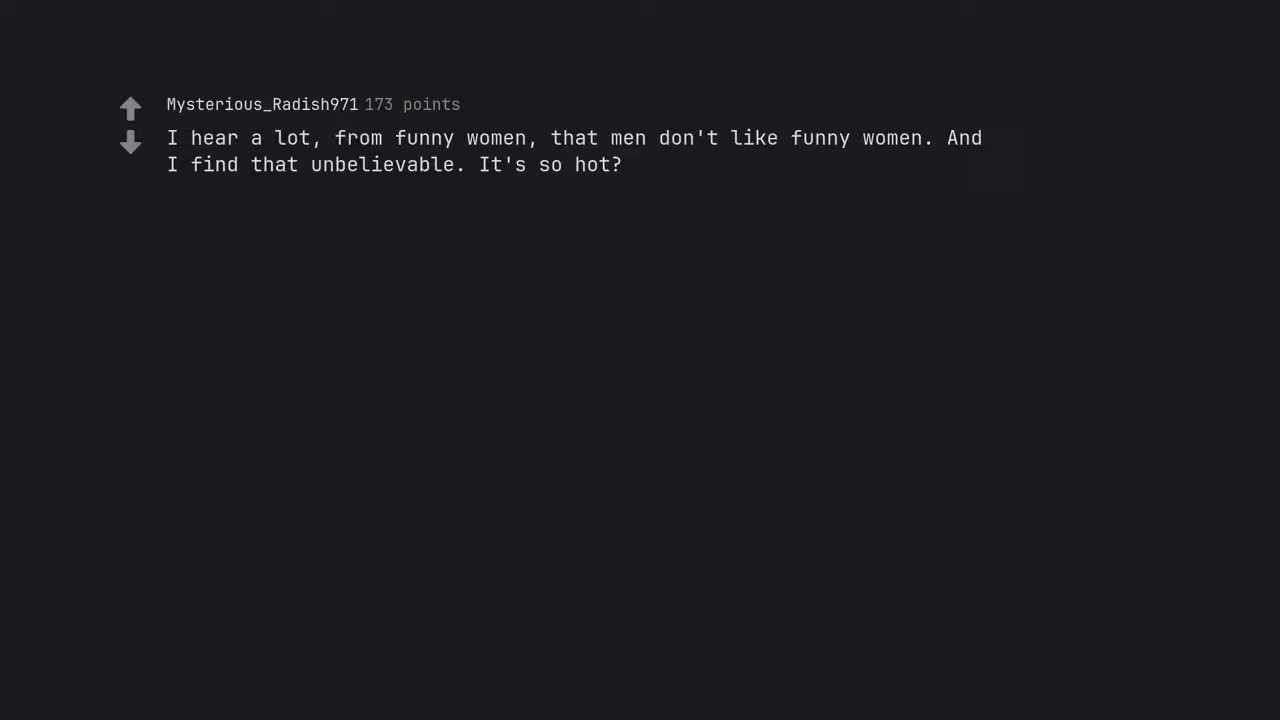 Mysterious_Radish971 173 points
I hear a lot, from funny women, that men don't like funny women. And
I find that unbelievable. It's so hot?